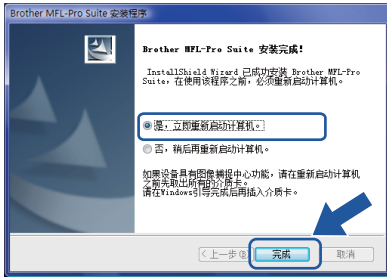 Brother MFL-Pro Suite 安装程序
Brother MFL-Pro Suite 安装完成!
InstallShield Wizard 已成功安装 Brother MFL-Pro
Suite，在使用该程序之前，必须重新启动计算机。
是，立即重新启动计算机。
否，稍后再重新启动计算机。
如果设备具有图像捕捉中心功能，请在重新启动计算机
之前先取出所有的介质卡。
请在Windows引导完成后再插入介质卡。
<上一步(B) 完成 取消